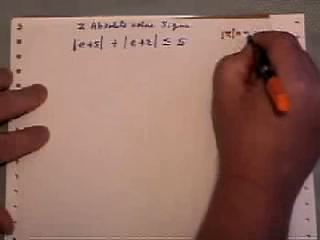 2 Absolute value Signs
|e+5| + |e+2| ≤ 5